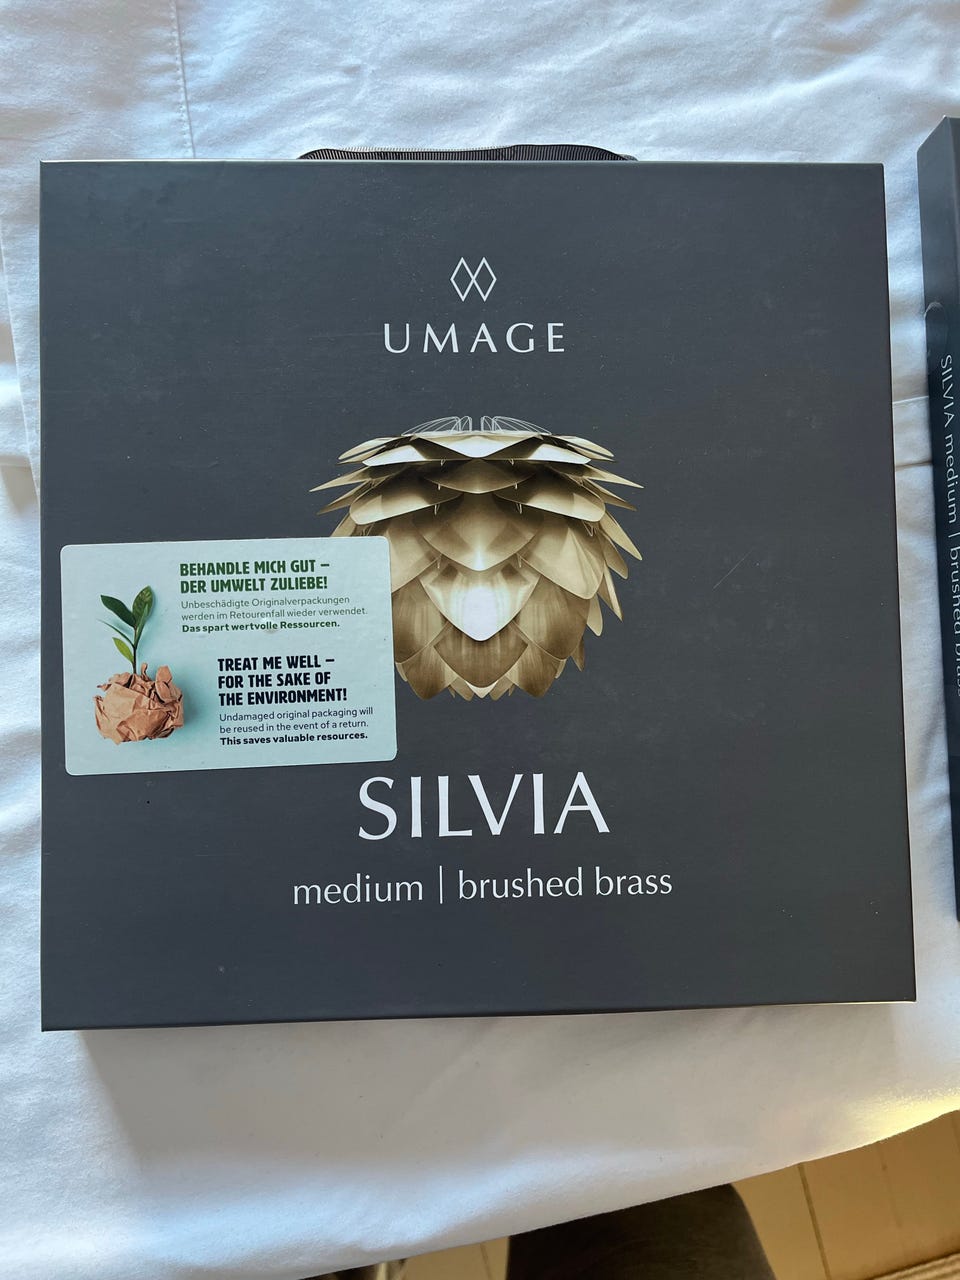 UMAGE
BEHANDLE MICH GUT –
DER UMWELT ZULIEBE!
Unbeschädigte Originalverpackungen
werden im Retourenfall wieder verwendet.
Das spart wertvolle Ressourcen.
TREAT ME WELL –
FOR THE SAKE OF
THE ENVIRONMENT!
Undamaged original packaging will
be reused in the event of a return.
This saves valuable resources.
SILVIA
medium | brushed brass
SILVIA medium | brushed brass